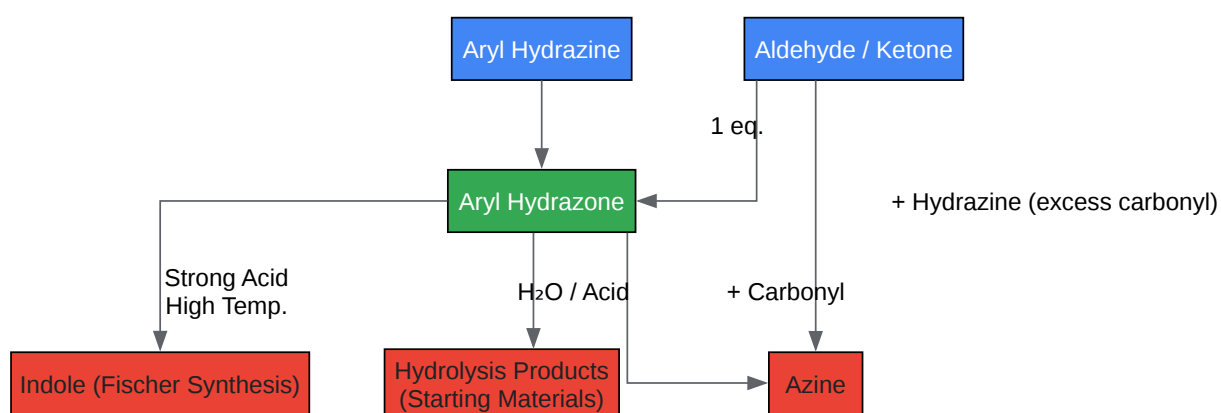 Aryl Hydrazine
Aldehyde / Ketone
1 eq.
Aryl Hydrazone
+ Hydrazine (excess carbonyl)
Strong Acid
High Temp.
H₂O / Acid
+ Carbonyl
Indole (Fischer Synthesis)
Hydrolysis Products
(Starting Materials)
Azine